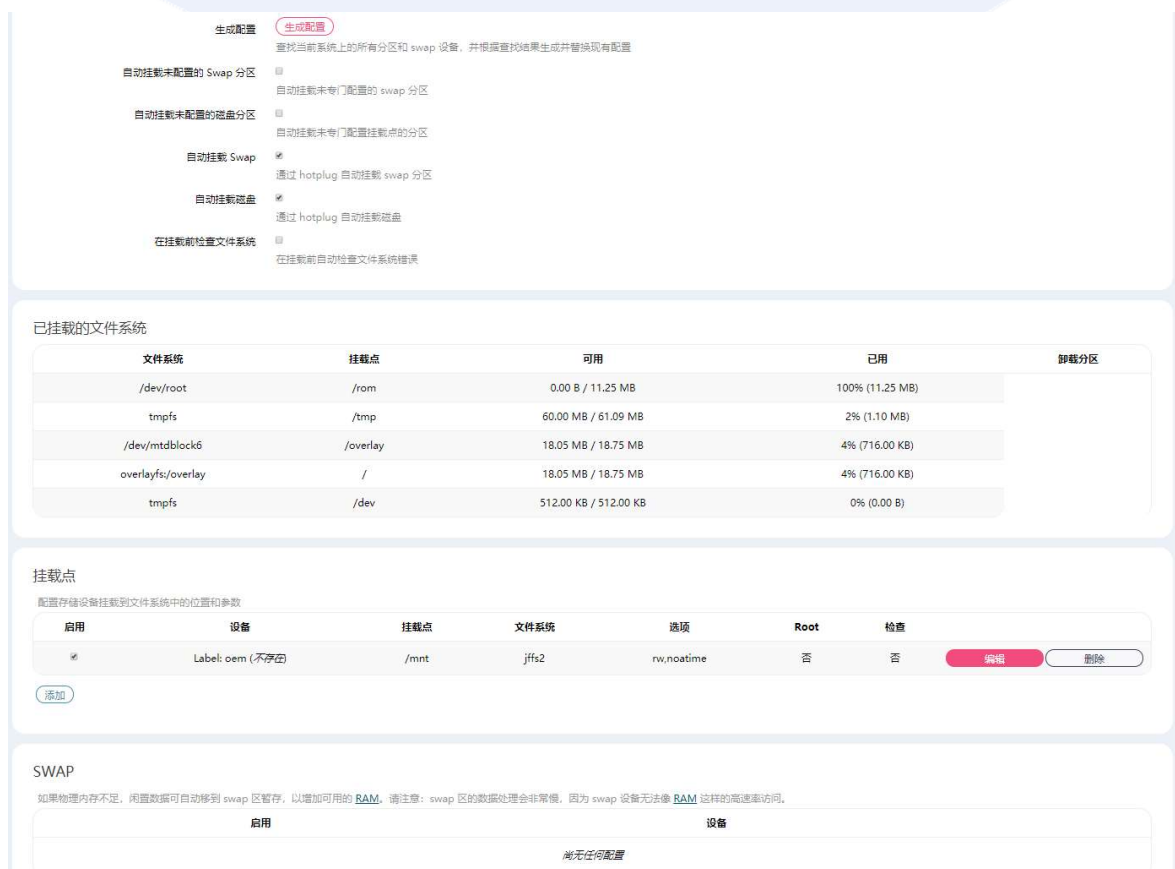 生成配置 生成配置
查找当前系统上的所有分区和 swap 设备，并根据查找结果生成并替换现有配置
自动挂载未配置的 Swap 分区
自动挂载未专门配置的 swap 分区
自动挂载未配置的磁盘分区
自动挂载未专门配置挂载点的分区
自动挂载 Swap
通过 hotplug 自动挂载 swap 分区
自动挂载磁盘
通过 hotplug 自动挂载磁盘
在挂载前检查文件系统
在挂载前自动检查文件系统错误
已挂载的文件系统
文件系统 挂载点 可用 已用 卸载分区
/dev/root /rom 0.00 B / 11.25 MB 100% (11.25 MB)
tmpfs /tmp 60.00 MB / 61.09 MB 2% (1.10 MB)
/dev/mtdblock6 /overlay 18.05 MB / 18.75 MB 4% (716.00 KB)
overlayfs:/overlay / 18.05 MB / 18.75 MB 4% (716.00 KB)
tmpfs /dev 512.00 KB / 512.00 KB 0% (0.00 B)
挂载点
配置存储设备挂载到文件系统中的位置和参数
启用 设备 挂载点 文件系统 选项 Root 检查
Label: oem (不存在) /mnt jffs2 rw,noatime 否 否 编辑 删除
添加
SWAP
如果物理内存不足，闲置数据可自动移到 swap 区暂存，以增加可用的 RAM。请注意：swap 区的数据处理会非常慢，因为 swap 设备无法像 RAM 这样的高速率访问。
启用 设备
尚无任何配置